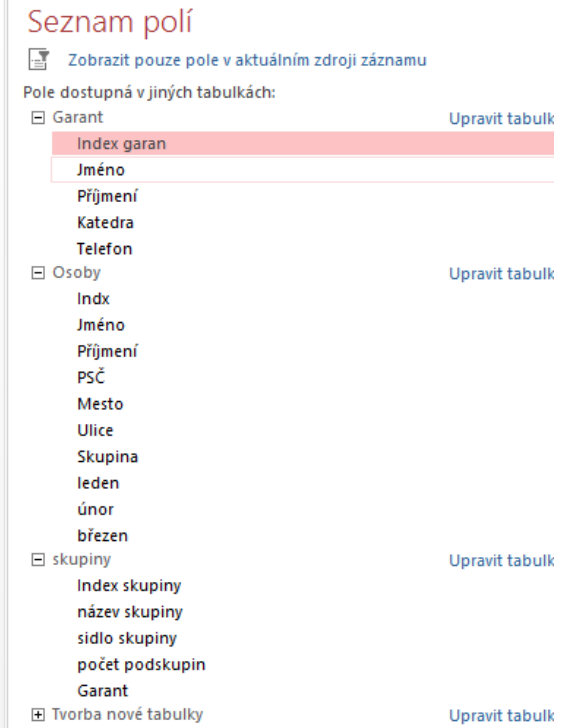 Seznam polí
Zobrazit pouze pole v aktuálním zdroji záznamu
Pole dostupná v jiných tabulkách:
Garant Upravit tabulk
Index garan
Jméno
Příjmení
Katedra
Telefon
Osoby Upravit tabulk
Indx
Jméno
Příjmení
PSČ
Mesto
Ulice
Skupina
leden
únor
březen
skupiny Upravit tabulk
Index skupiny
název skupiny
sidlo skupiny
počet podskupin
Garant
Tvorba nové tabulky Upravit tabulk